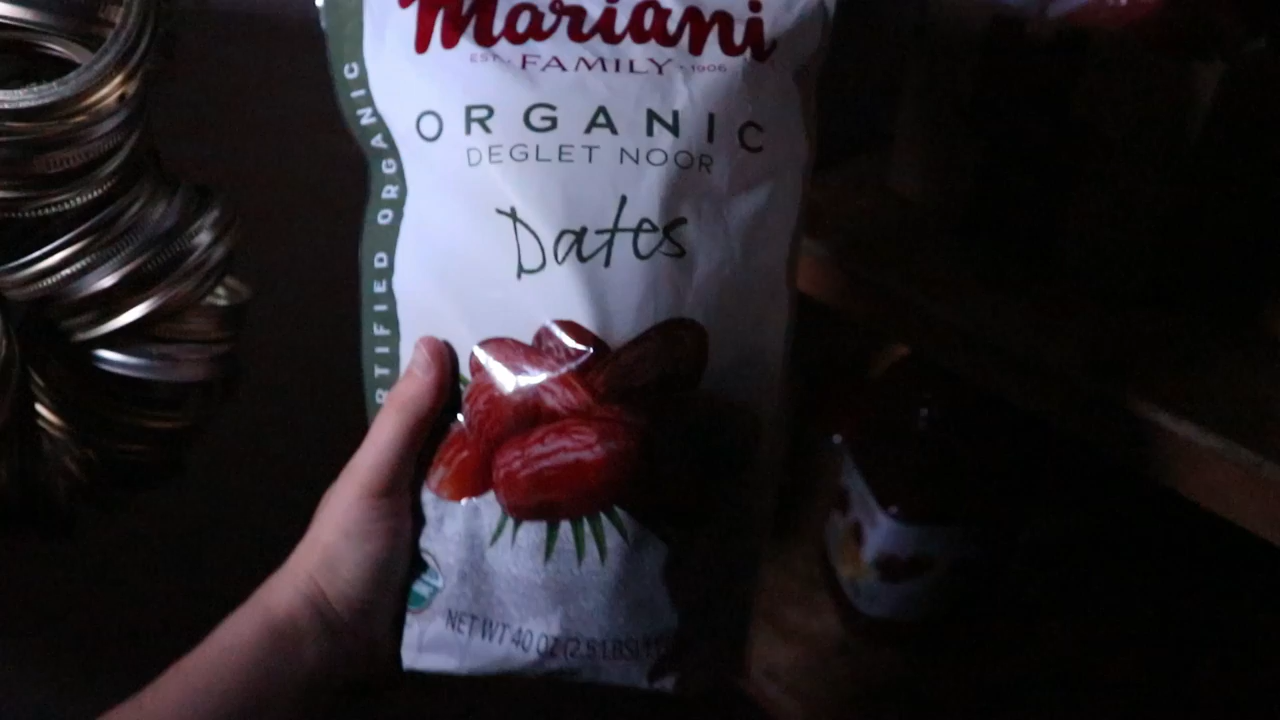 Mariani
EST. FAMILY 1906
ORGANIC
DEGLET NOOR
Dates
RTIFIED ORGANIC
NET WT 40 OZ (2.5 LBS)